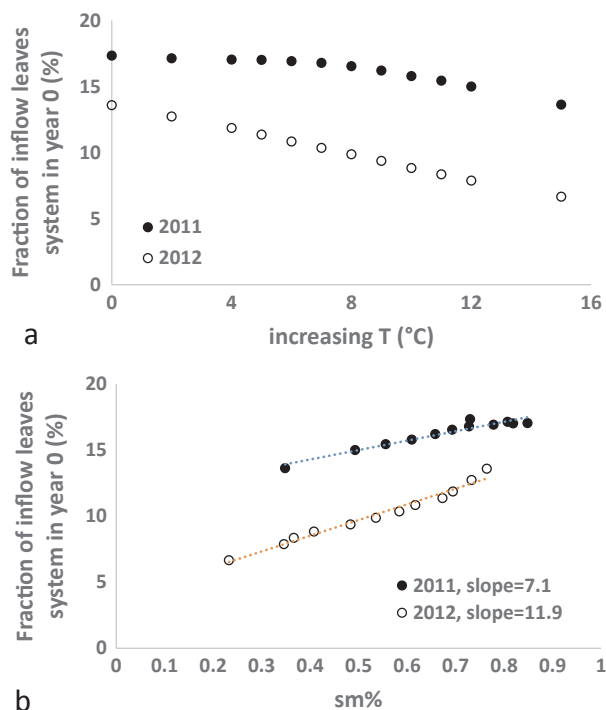 Fraction of inflow leaves
system in year 0 (%)
20
15
10
5
0
2011
2012
0
4
8
12
16
increasing T (°C)
a
Fraction of inflow leaves
system in year 0 (%)
20
15
10
5
0
2011, slope=7.1
2012, slope=11.9
0
0.1
0.2
0.3
0.4
0.5
0.6
0.7
0.8
0.9
1
sm%
b